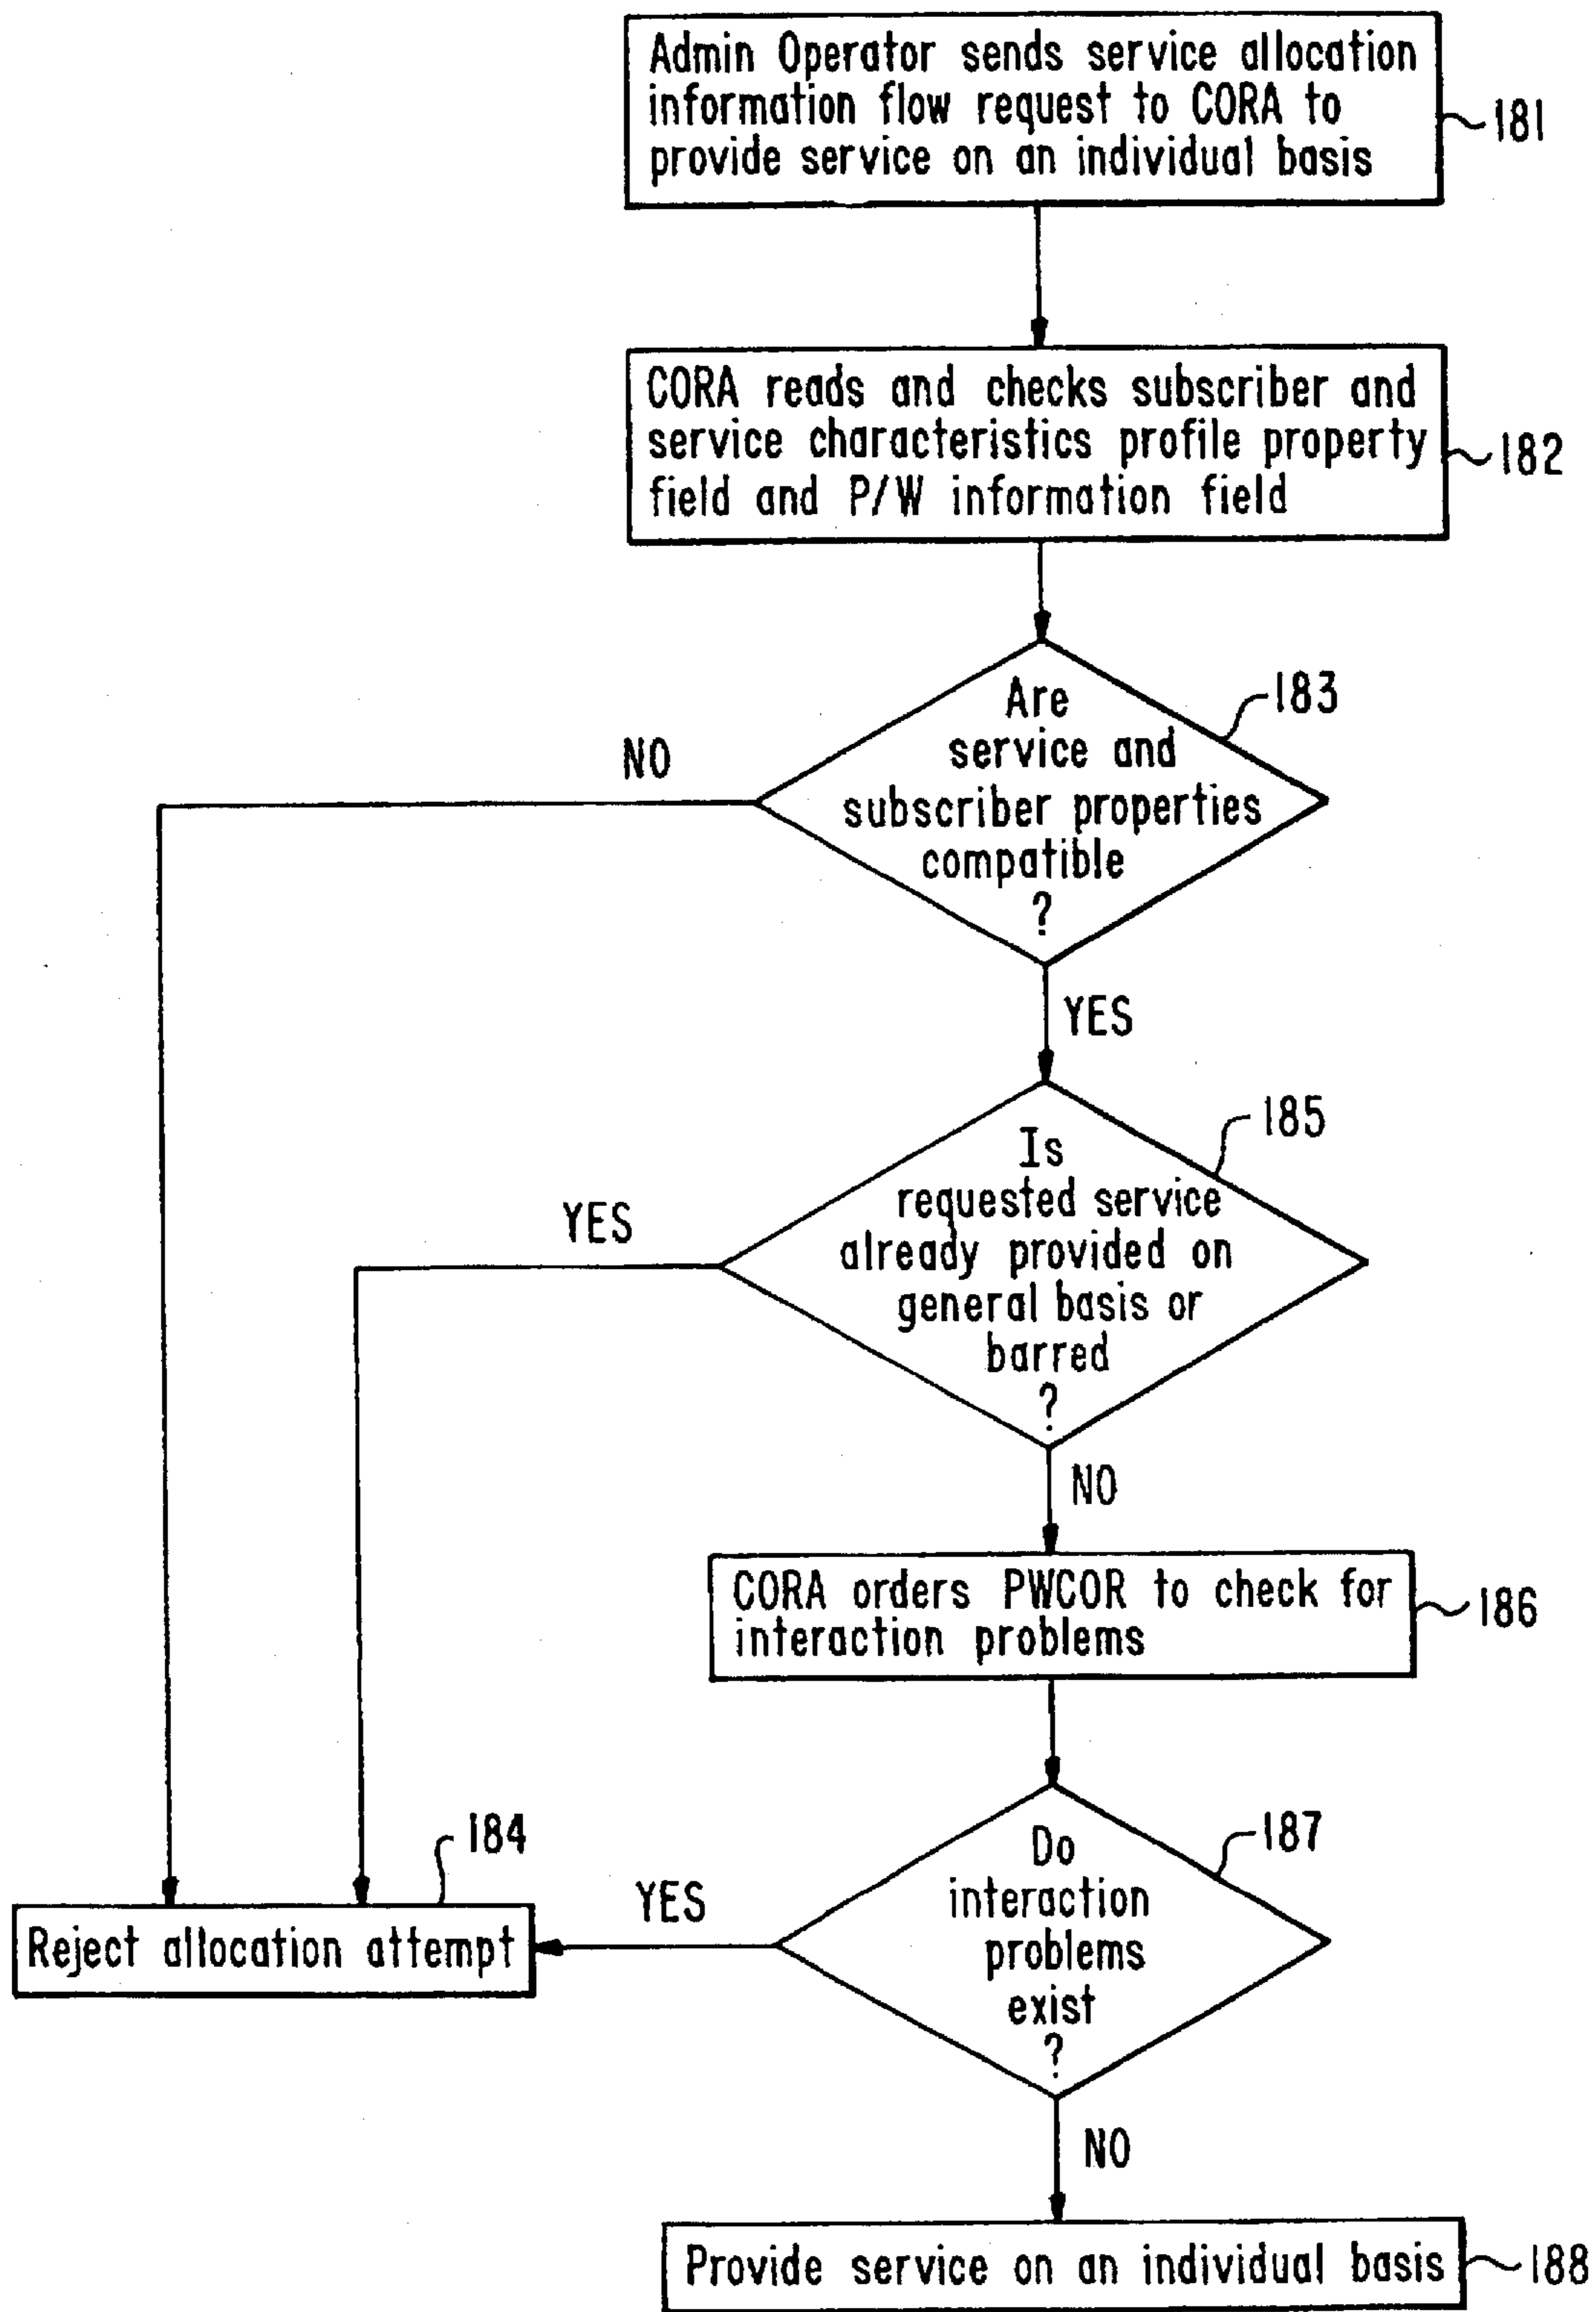 Admin Operator sends service allocation
information flow request to CORA to
provide service on an individual basis
181
CORA reads and checks subscriber and
service characteristics profile property
field and P/W information field
182
Are
service and
subscriber properties
compatible
?
183
NO
YES
Is
requested service
already provided on
general basis or
barred
?
185
YES
NO
CORA orders PWCOR to check for
interaction problems
186
Do
interaction
problems
exist
?
187
YES
184
Reject allocation attempt
NO
Provide service on an individual basis
188